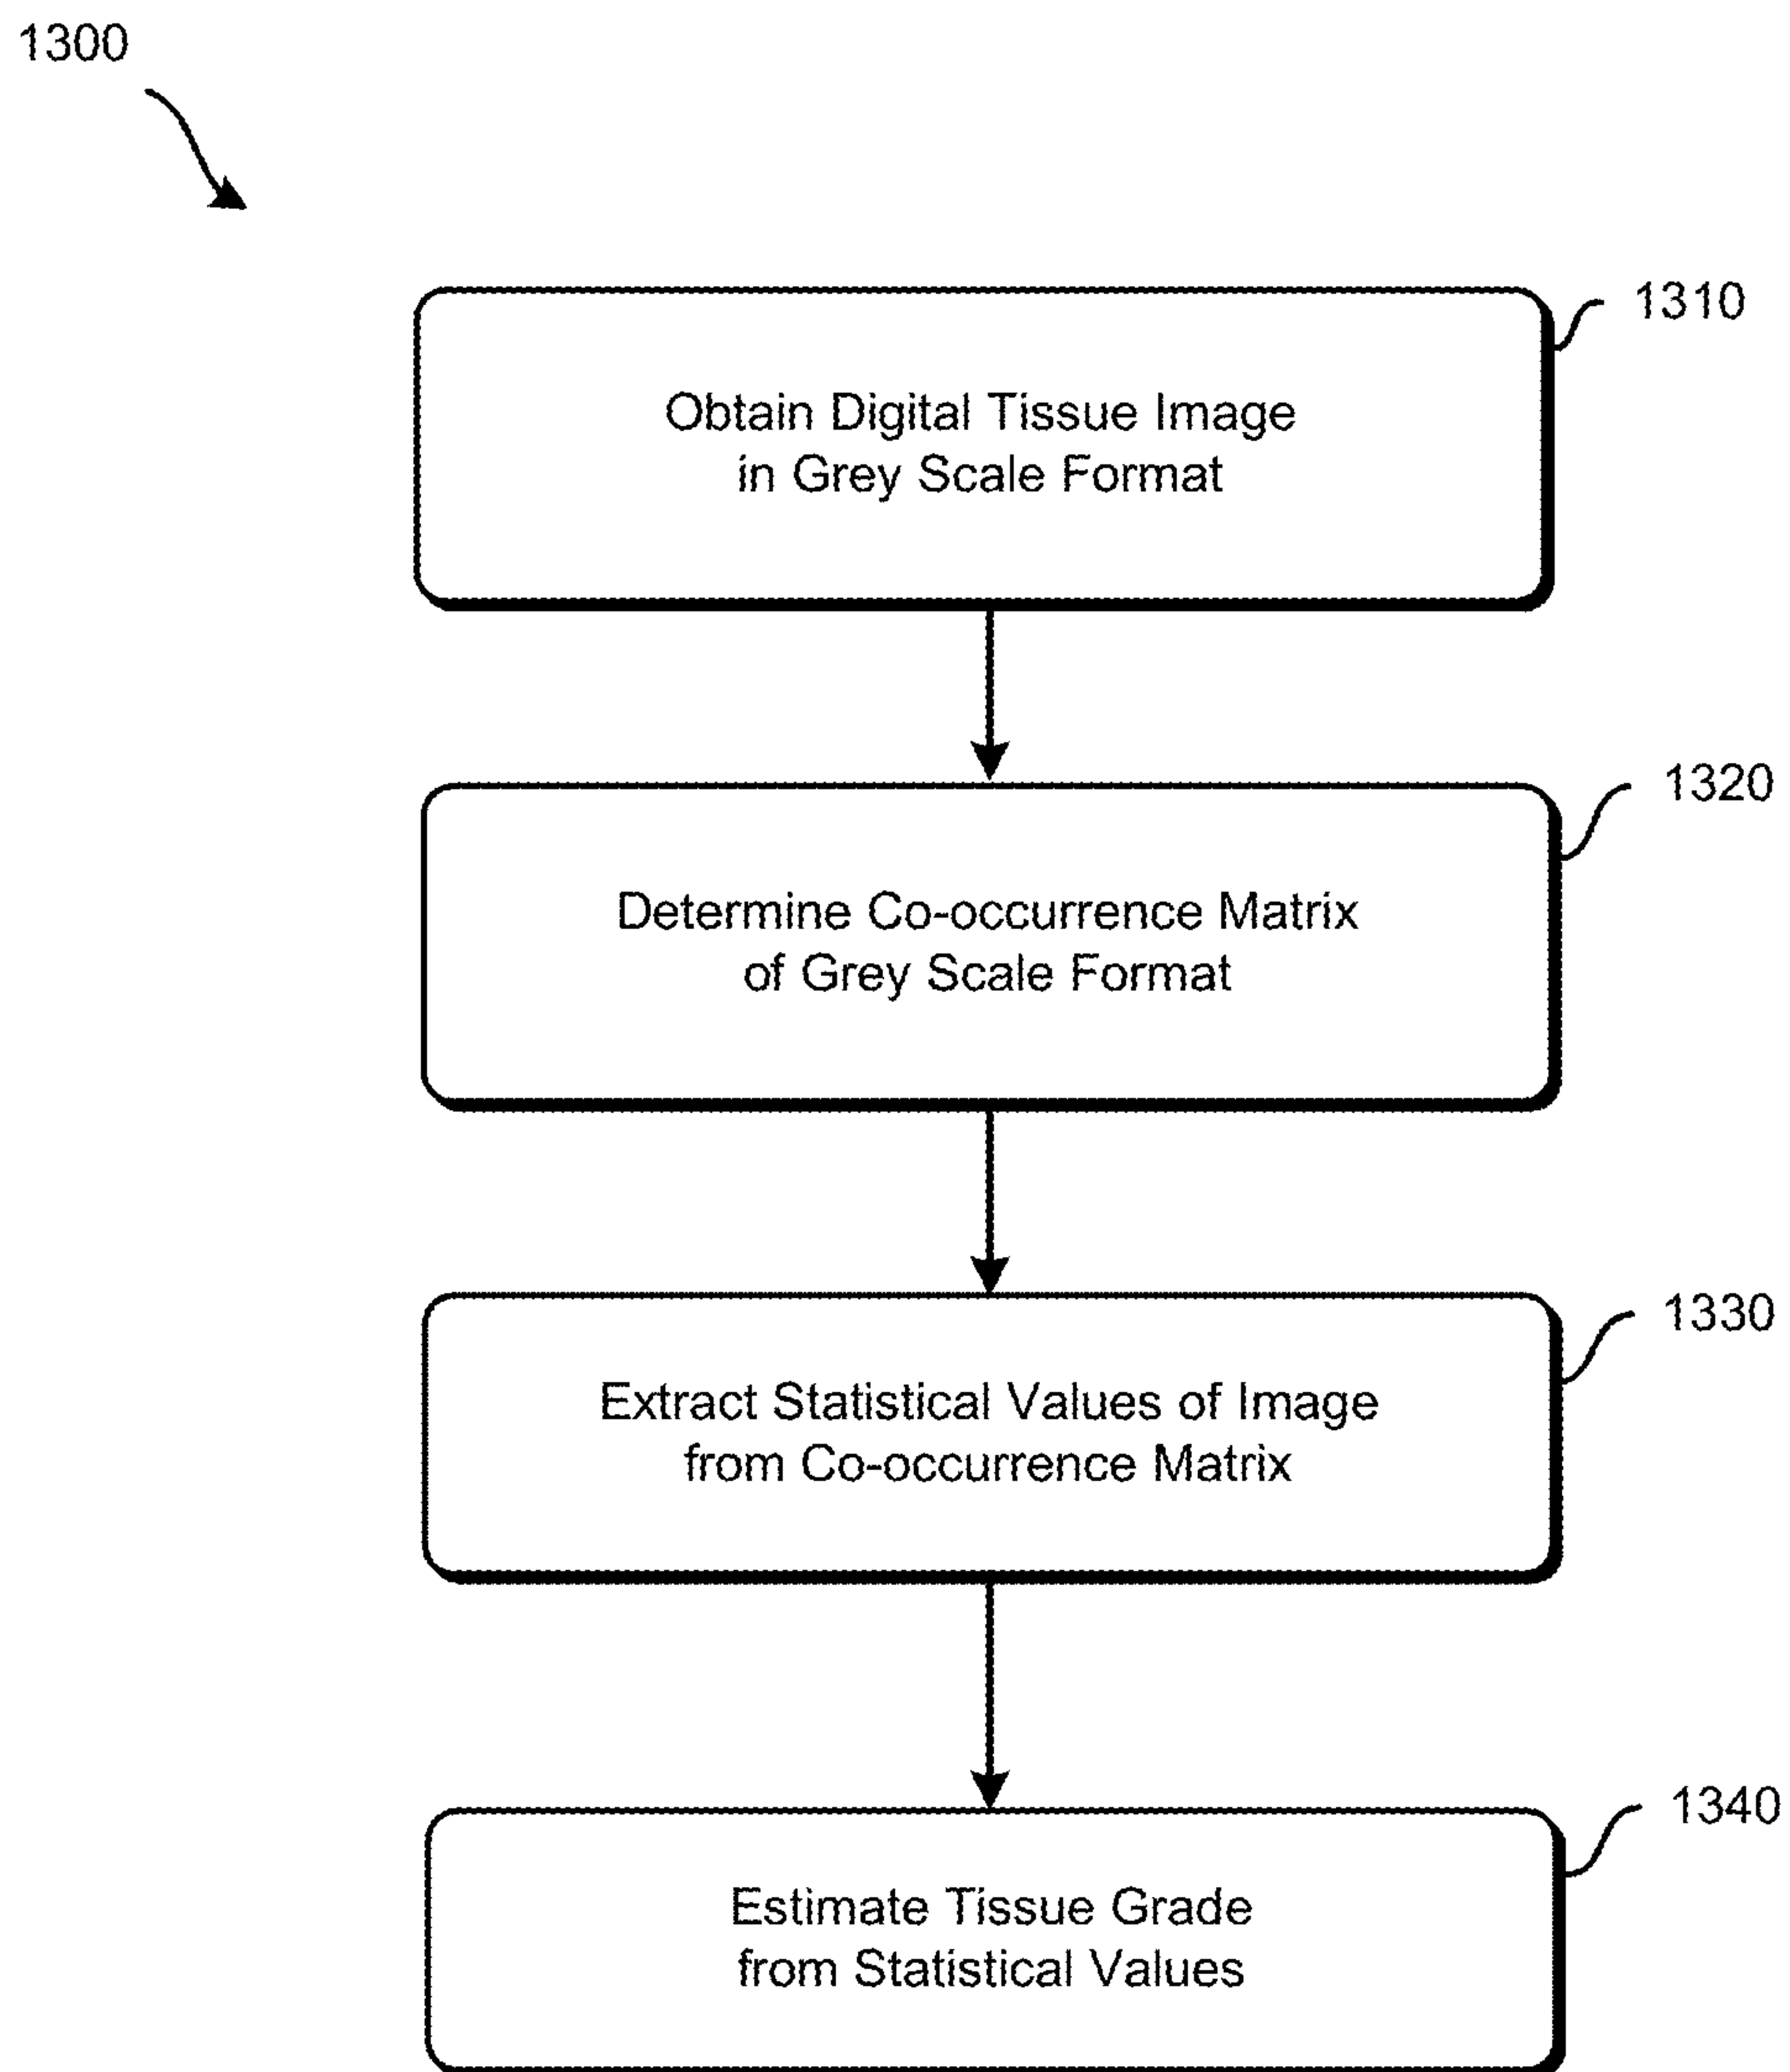 1300
1310
Obtain Digital Tissue Image
in Grey Scale Format
1320
Determine Co-occurrence Matrix
of Grey Scale Format
1330
Extract Statistical Values of Image
from Co-occurrence Matrix
1340
Estimate Tissue Grade
from Statistical Values